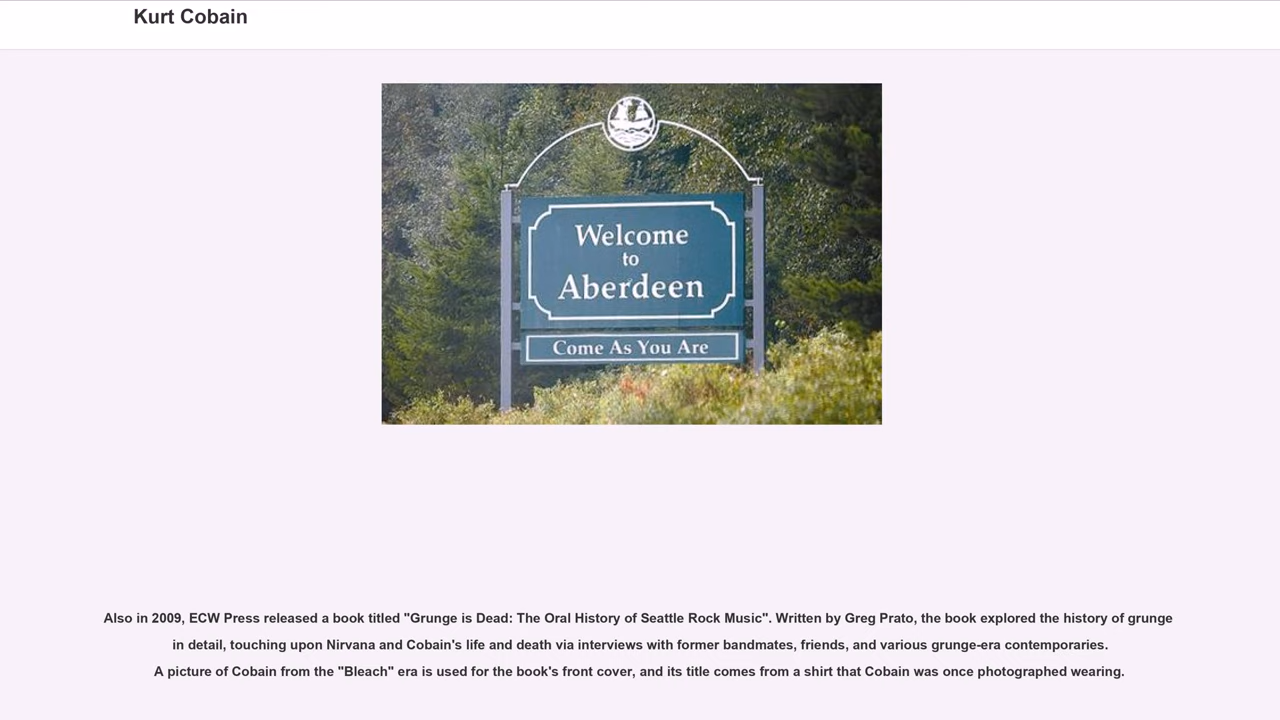 Kurt Cobain
Welcome
to
Aberdeen
Come As You Are
Also in 2009, ECW Press released a book titled "Grunge is Dead: The Oral History of Seattle Rock Music". Written by Greg Prato, the book explored the history of grunge
in detail, touching upon Nirvana and Cobain's life and death via interviews with former bandmates, friends, and various grunge-era contemporaries.
A picture of Cobain from the "Bleach" era is used for the book's front cover, and its title comes from a shirt that Cobain was once photographed wearing.